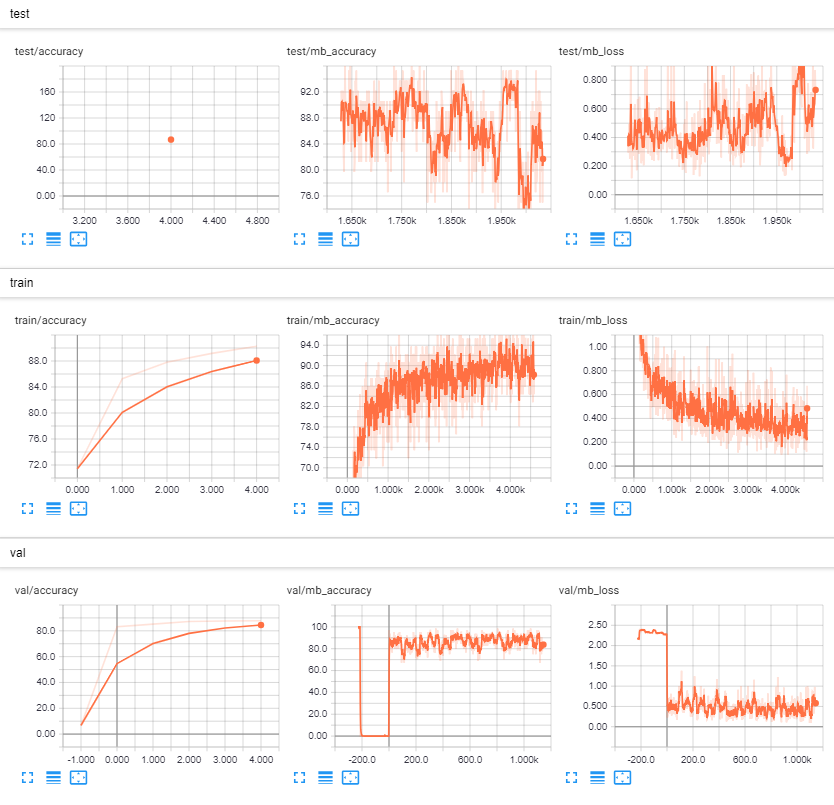 test
test/accuracy
160
120
80.0
40.0
0.00
3.200 3.600 4.000 4.400 4.800
test/mb_accuracy
92.0
88.0
84.0
80.0
76.0
1.650k 1.750k 1.850k 1.950k
test/mb_loss
0.800
0.600
0.400
0.200
0.00
1.650k 1.750k 1.850k 1.950k
train
train/accuracy
88.0
84.0
80.0
76.0
72.0
0.000 1.000 2.000 3.000 4.000
train/mb_accuracy
94.0
90.0
86.0
82.0
78.0
74.0
70.0
0.000 1.000k 2.000k 3.000k 4.000k
train/mb_loss
1.00
0.800
0.600
0.400
0.200
0.00
0.000 1.000k 2.000k 3.000k 4.000k
val
val/accuracy
80.0
60.0
40.0
20.0
0.00
-1.000 0.000 1.000 2.000 3.000 4.000
val/mb_accuracy
100
80.0
60.0
40.0
20.0
0.00
-200.0 200.0 600.0 1.000k
val/mb_loss
2.50
2.00
1.50
1.00
0.500
0.00
-200.0 200.0 600.0 1.000k